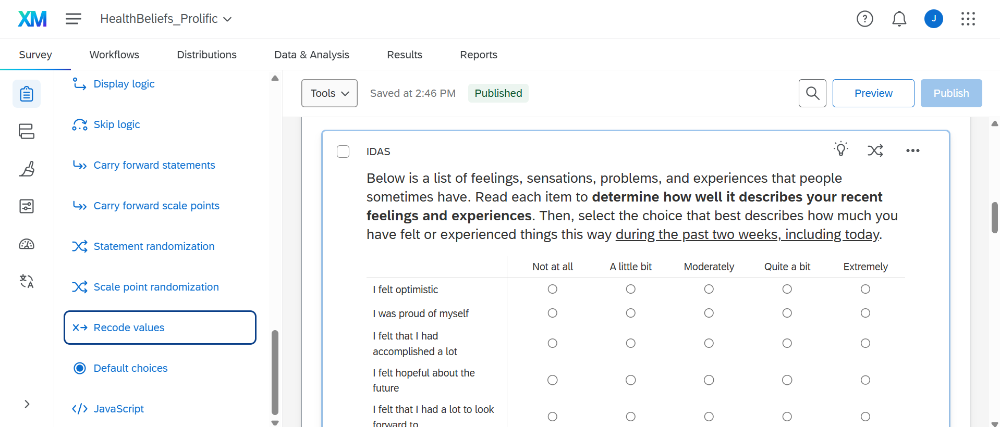 XM
HealthBeliefs_Prolific
J
Survey
Workflows
Distributions
Data & Analysis
Results
Reports
Display logic
Skip logic
Carry forward statements
Carry forward scale points
Statement randomization
Scale point randomization
Recode values
Default choices
JavaScript
Tools
Saved at 2:46 PM
Published
Preview
Publish
IDAS
Below is a list of feelings, sensations, problems, and experiences that people
sometimes have. Read each item to determine how well it describes your recent
feelings and experiences. Then, select the choice that best describes how much you
have felt or experienced things this way during the past two weeks, including today.
Not at all
A little bit
Moderately
Quite a bit
Extremely
I felt optimistic
I was proud of myself
I felt that I had
accomplished a lot
I felt hopeful about the
future
I felt that I had a lot to look
forward to